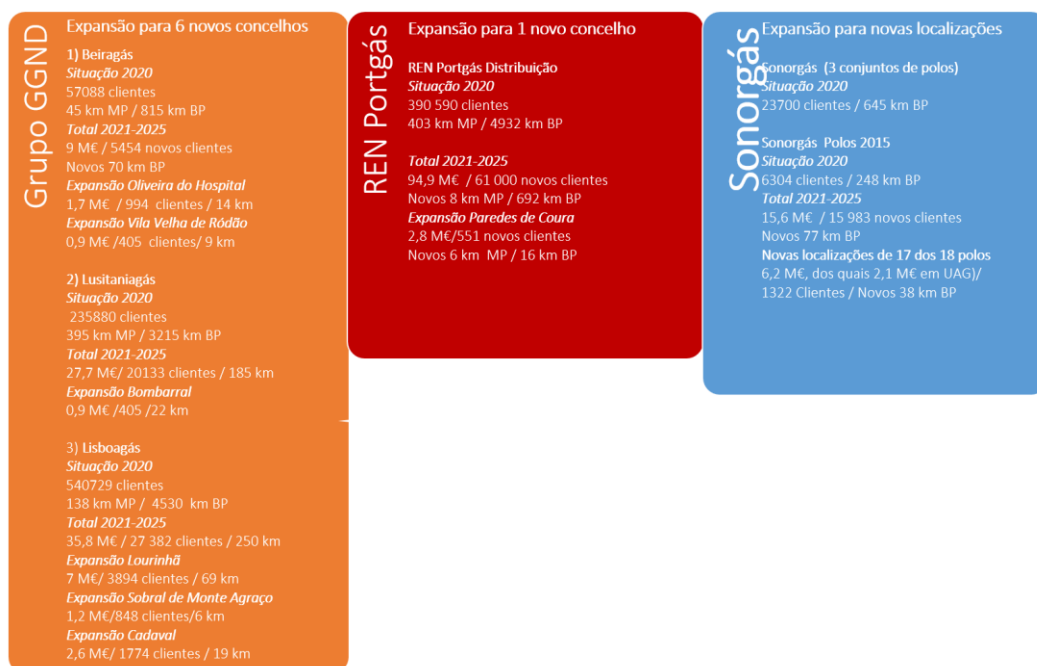 Grupo GGND
Expansão para 6 novos concelhos
1) Beiragás
Situação 2020
57088 clientes
45 km MP / 815 km BP
Total 2021-2025
9 M€ / 5454 novos clientes
Novos 70 km BP
Expansão Oliveira do Hospital
1,7 M€ / 994 clientes / 14 km
Expansão Vila Velha de Ródão
0,9 M€ /405 clientes/ 9 km
2) Lusitaniagás
Situação 2020
235880 clientes
395 km MP / 3215 km BP
Total 2021-2025
27,7 M€/ 20133 clientes / 185 km
Expansão Bombarral
0,9 M€ /405 /22 km
3) Lisboagás
Situação 2020
540729 clientes
138 km MP / 4530 km BP
Total 2021-2025
35,8 M€ / 27 382 clientes / 250 km
Expansão Lourinhã
7 M€/ 3894 clientes / 69 km
Expansão Sobral de Monte Agraço
1,2 M€/848 clientes/6 km
Expansão Cadaval
2,6 M€/ 1774 clientes / 19 km
REN Portgás
Expansão para 1 novo concelho
REN Portgás Distribuição
Situação 2020
390 590 clientes
403 km MP / 4932 km BP
Total 2021-2025
94,9 M€ / 61 000 novos clientes
Novos 8 km MP / 692 km BP
Expansão Paredes de Coura
2,8 M€/551 novos clientes
Novos 6 km MP / 16 km BP
Sonorgás
Expansão para novas localizações
Sonorgás (3 conjuntos de polos)
Situação 2020
23700 clientes / 645 km BP
Sonorgás Polos 2015
Situação 2020
6304 clientes / 248 km BP
Total 2021-2025
15,6 M€ / 15 983 novos clientes
Novos 77 km BP
Novas localizações de 17 dos 18 polos
6,2 M€, dos quais 2,1 M€ em UAG)/
1322 Clientes / Novos 38 km BP